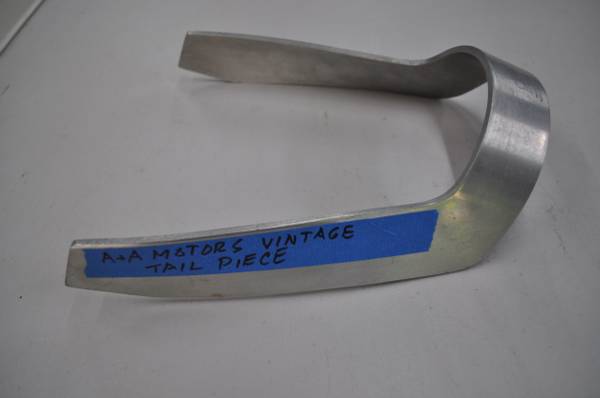 A+A MOTORS VINTAGE
TAIL PIECE